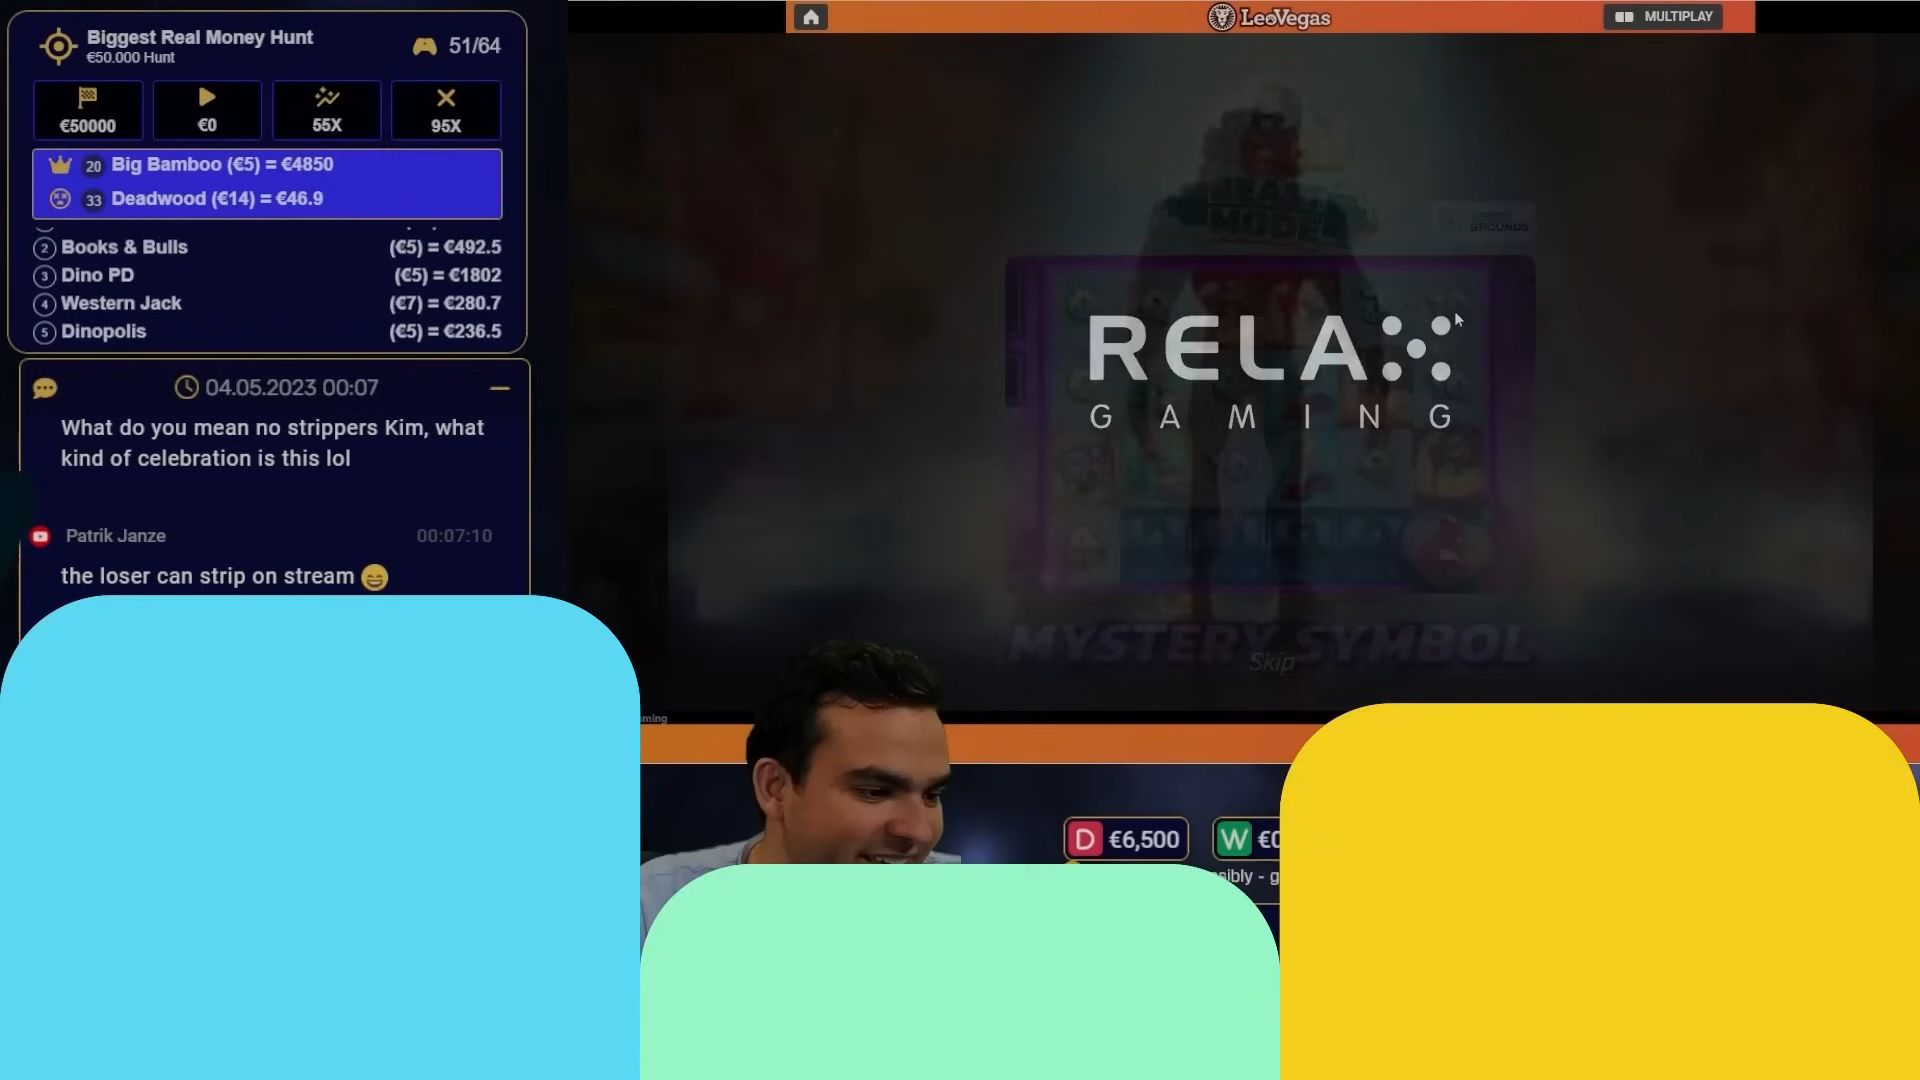 Biggest Real Money Hunt
€50.000 Hunt
51/64
€50000
€0
55X
95X
20 Big Bamboo (€5) = €4850
33 Deadwood (€14) = €46.9
2 Books & Bulls (€5) = €492.5
3 Dino PD (€5) = €1802
4 Western Jack (€7) = €280.7
5 Dinopolis (€5) = €236.5
04.05.2023 00:07
What do you mean no strippers Kim, what
kind of celebration is this lol
Patrik Janze 00:07:10
the loser can strip on stream 😄
LeoVegas
MULTIPLAY
BEAST
MODE
GROUNDS
RELAX
GAMING
MYSTERY SYMBOL
Skip
D €6,500
W